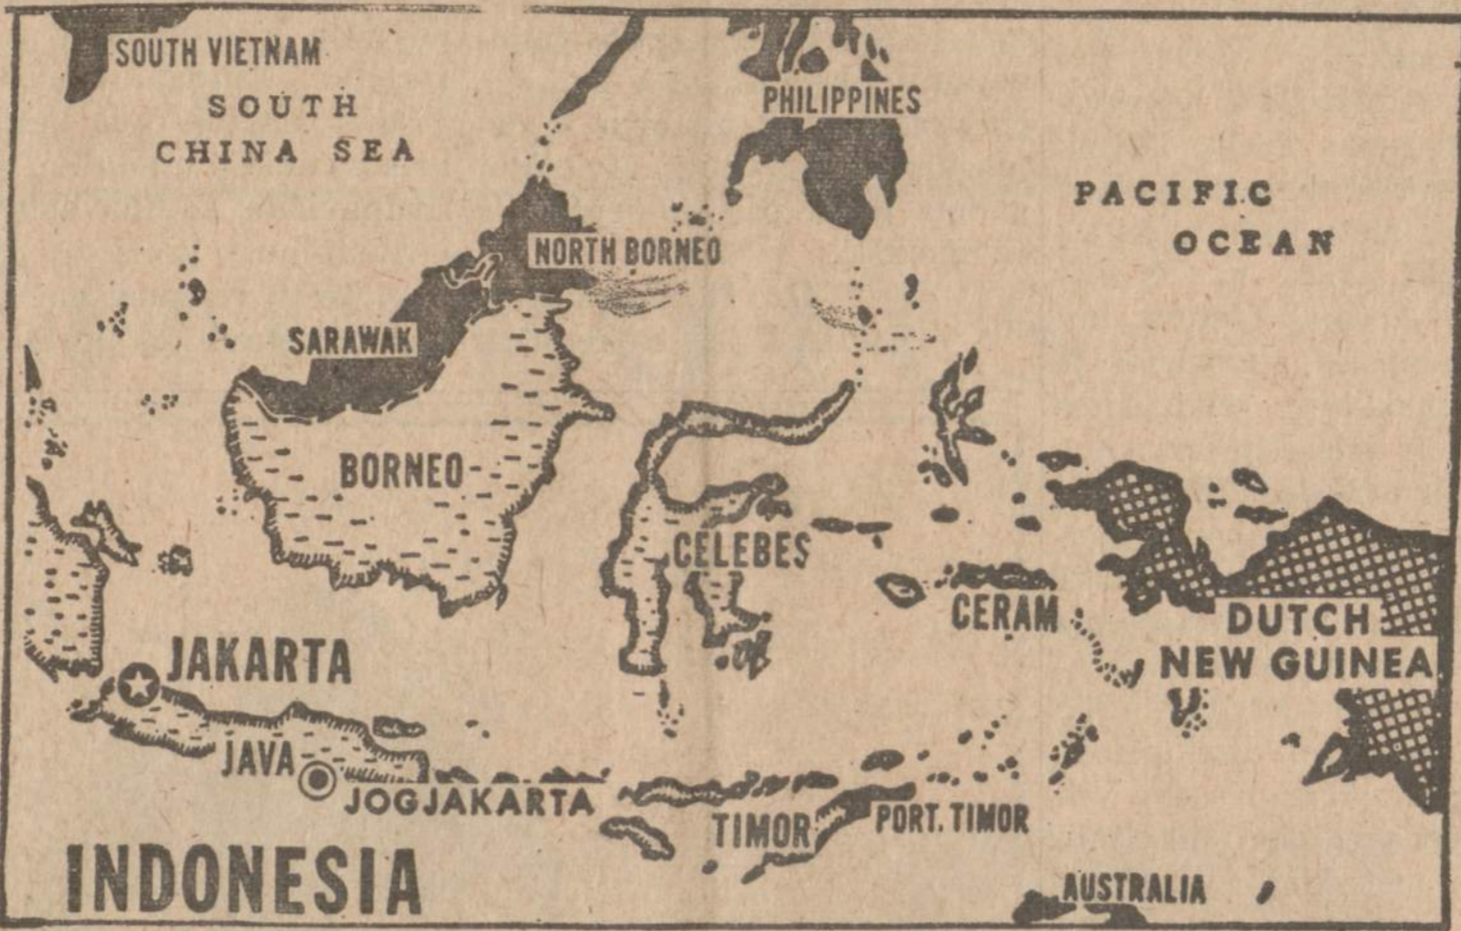 SOUTH VIETNAM
SOUTH
CHINA SEA
PHILIPPINES
PACIFIC
OCEAN
NORTH BORNEO
SARAWAK
BORNEO
CELEBES
CERAM
DUTCH
NEW GUINEA
JAKARTA
JAVA
JOGJAKARTA
TIMOR
PORT. TIMOR
INDONESIA
AUSTRALIA